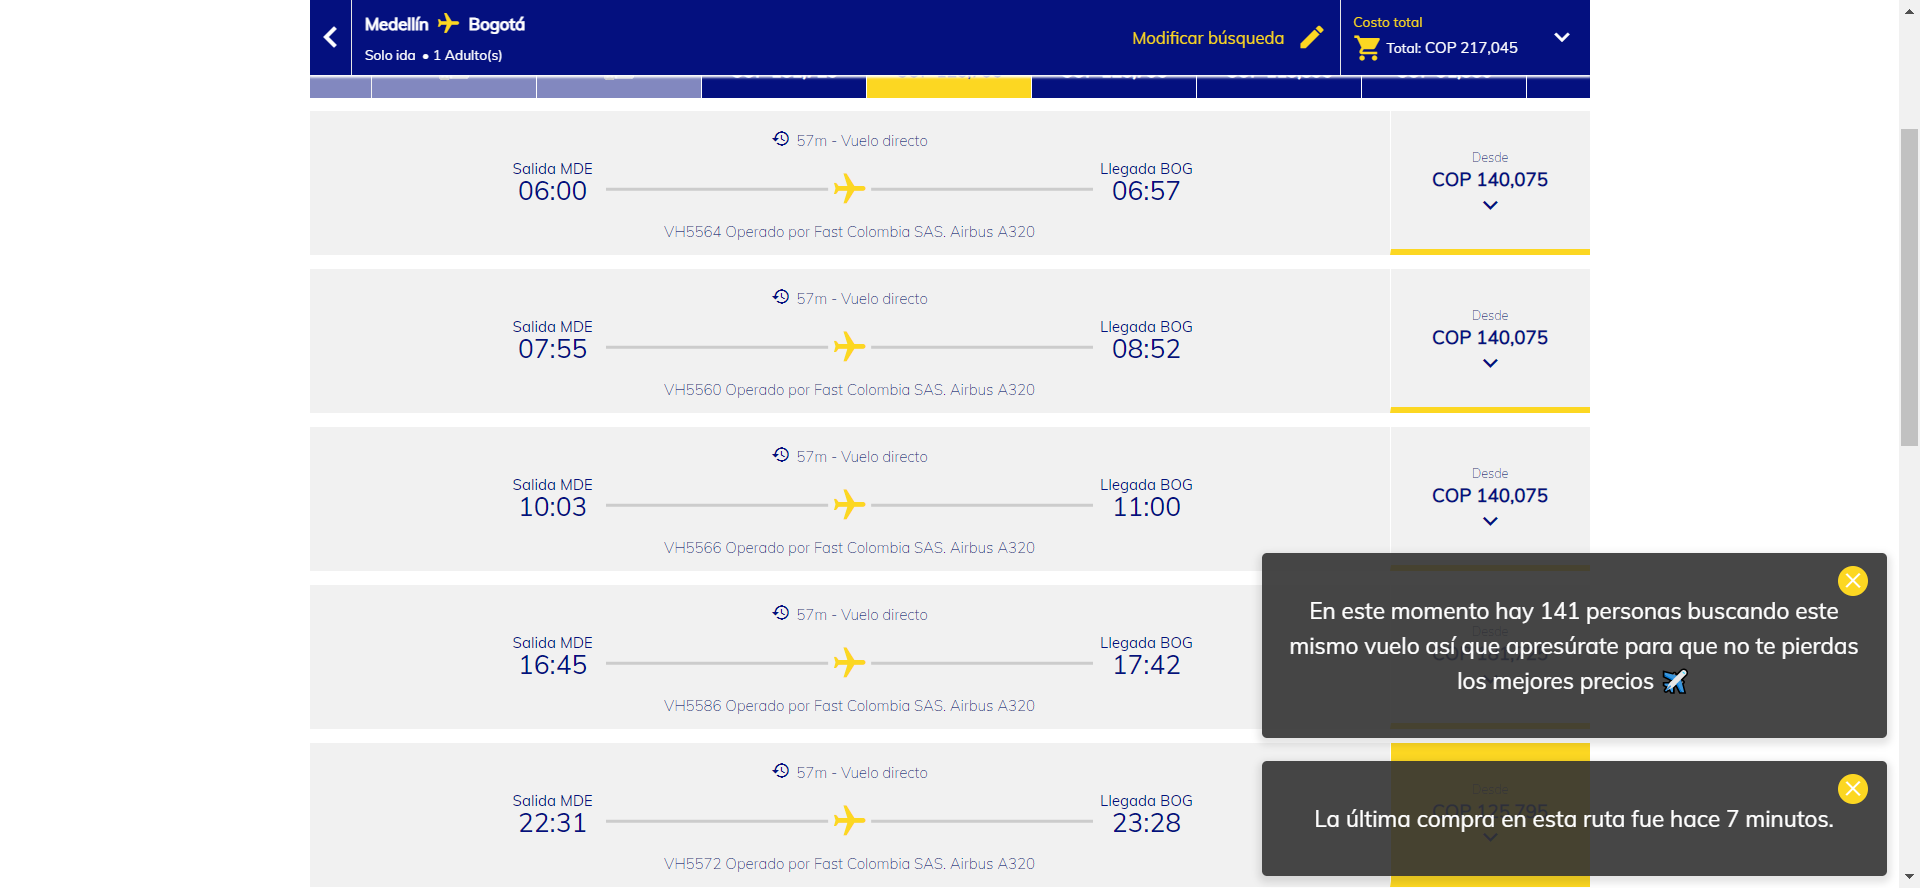 Medellín Bogotá
Solo ida • 1 Adulto(s)
Modificar búsqueda
Costo total
Total: COP 217,045
57m - Vuelo directo
Salida MDE
06:00
Llegada BOG
06:57
VH5564 Operado por Fast Colombia SAS. Airbus A320
Desde
COP 140,075
57m - Vuelo directo
Salida MDE
07:55
Llegada BOG
08:52
VH5560 Operado por Fast Colombia SAS. Airbus A320
Desde
COP 140,075
57m - Vuelo directo
Salida MDE
10:03
Llegada BOG
11:00
VH5566 Operado por Fast Colombia SAS. Airbus A320
Desde
COP 140,075
57m - Vuelo directo
Salida MDE
16:45
Llegada BOG
17:42
VH5586 Operado por Fast Colombia SAS. Airbus A320
En este momento hay 141 personas buscando este
mismo vuelo así que apresúrate para que no te pierdas
los mejores precios
57m - Vuelo directo
Salida MDE
22:31
Llegada BOG
23:28
VH5572 Operado por Fast Colombia SAS. Airbus A320
Desde
COP 125,795
La última compra en esta ruta fue hace 7 minutos.